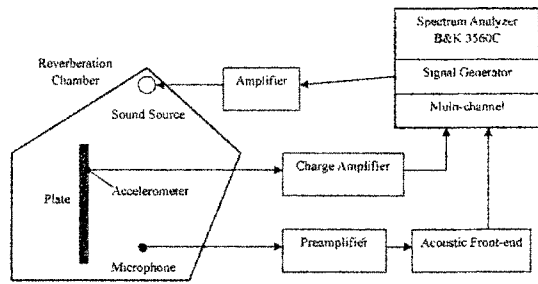 Spectrum Analyzer
B&K 3560C
Reverberation
Chamber
Amplifier
Signal Generator
Sound Source
Multi-channel
Plate
Accelerometer
Charge Amplifier
Microphone
Preamplifier
Acoustic Front-end